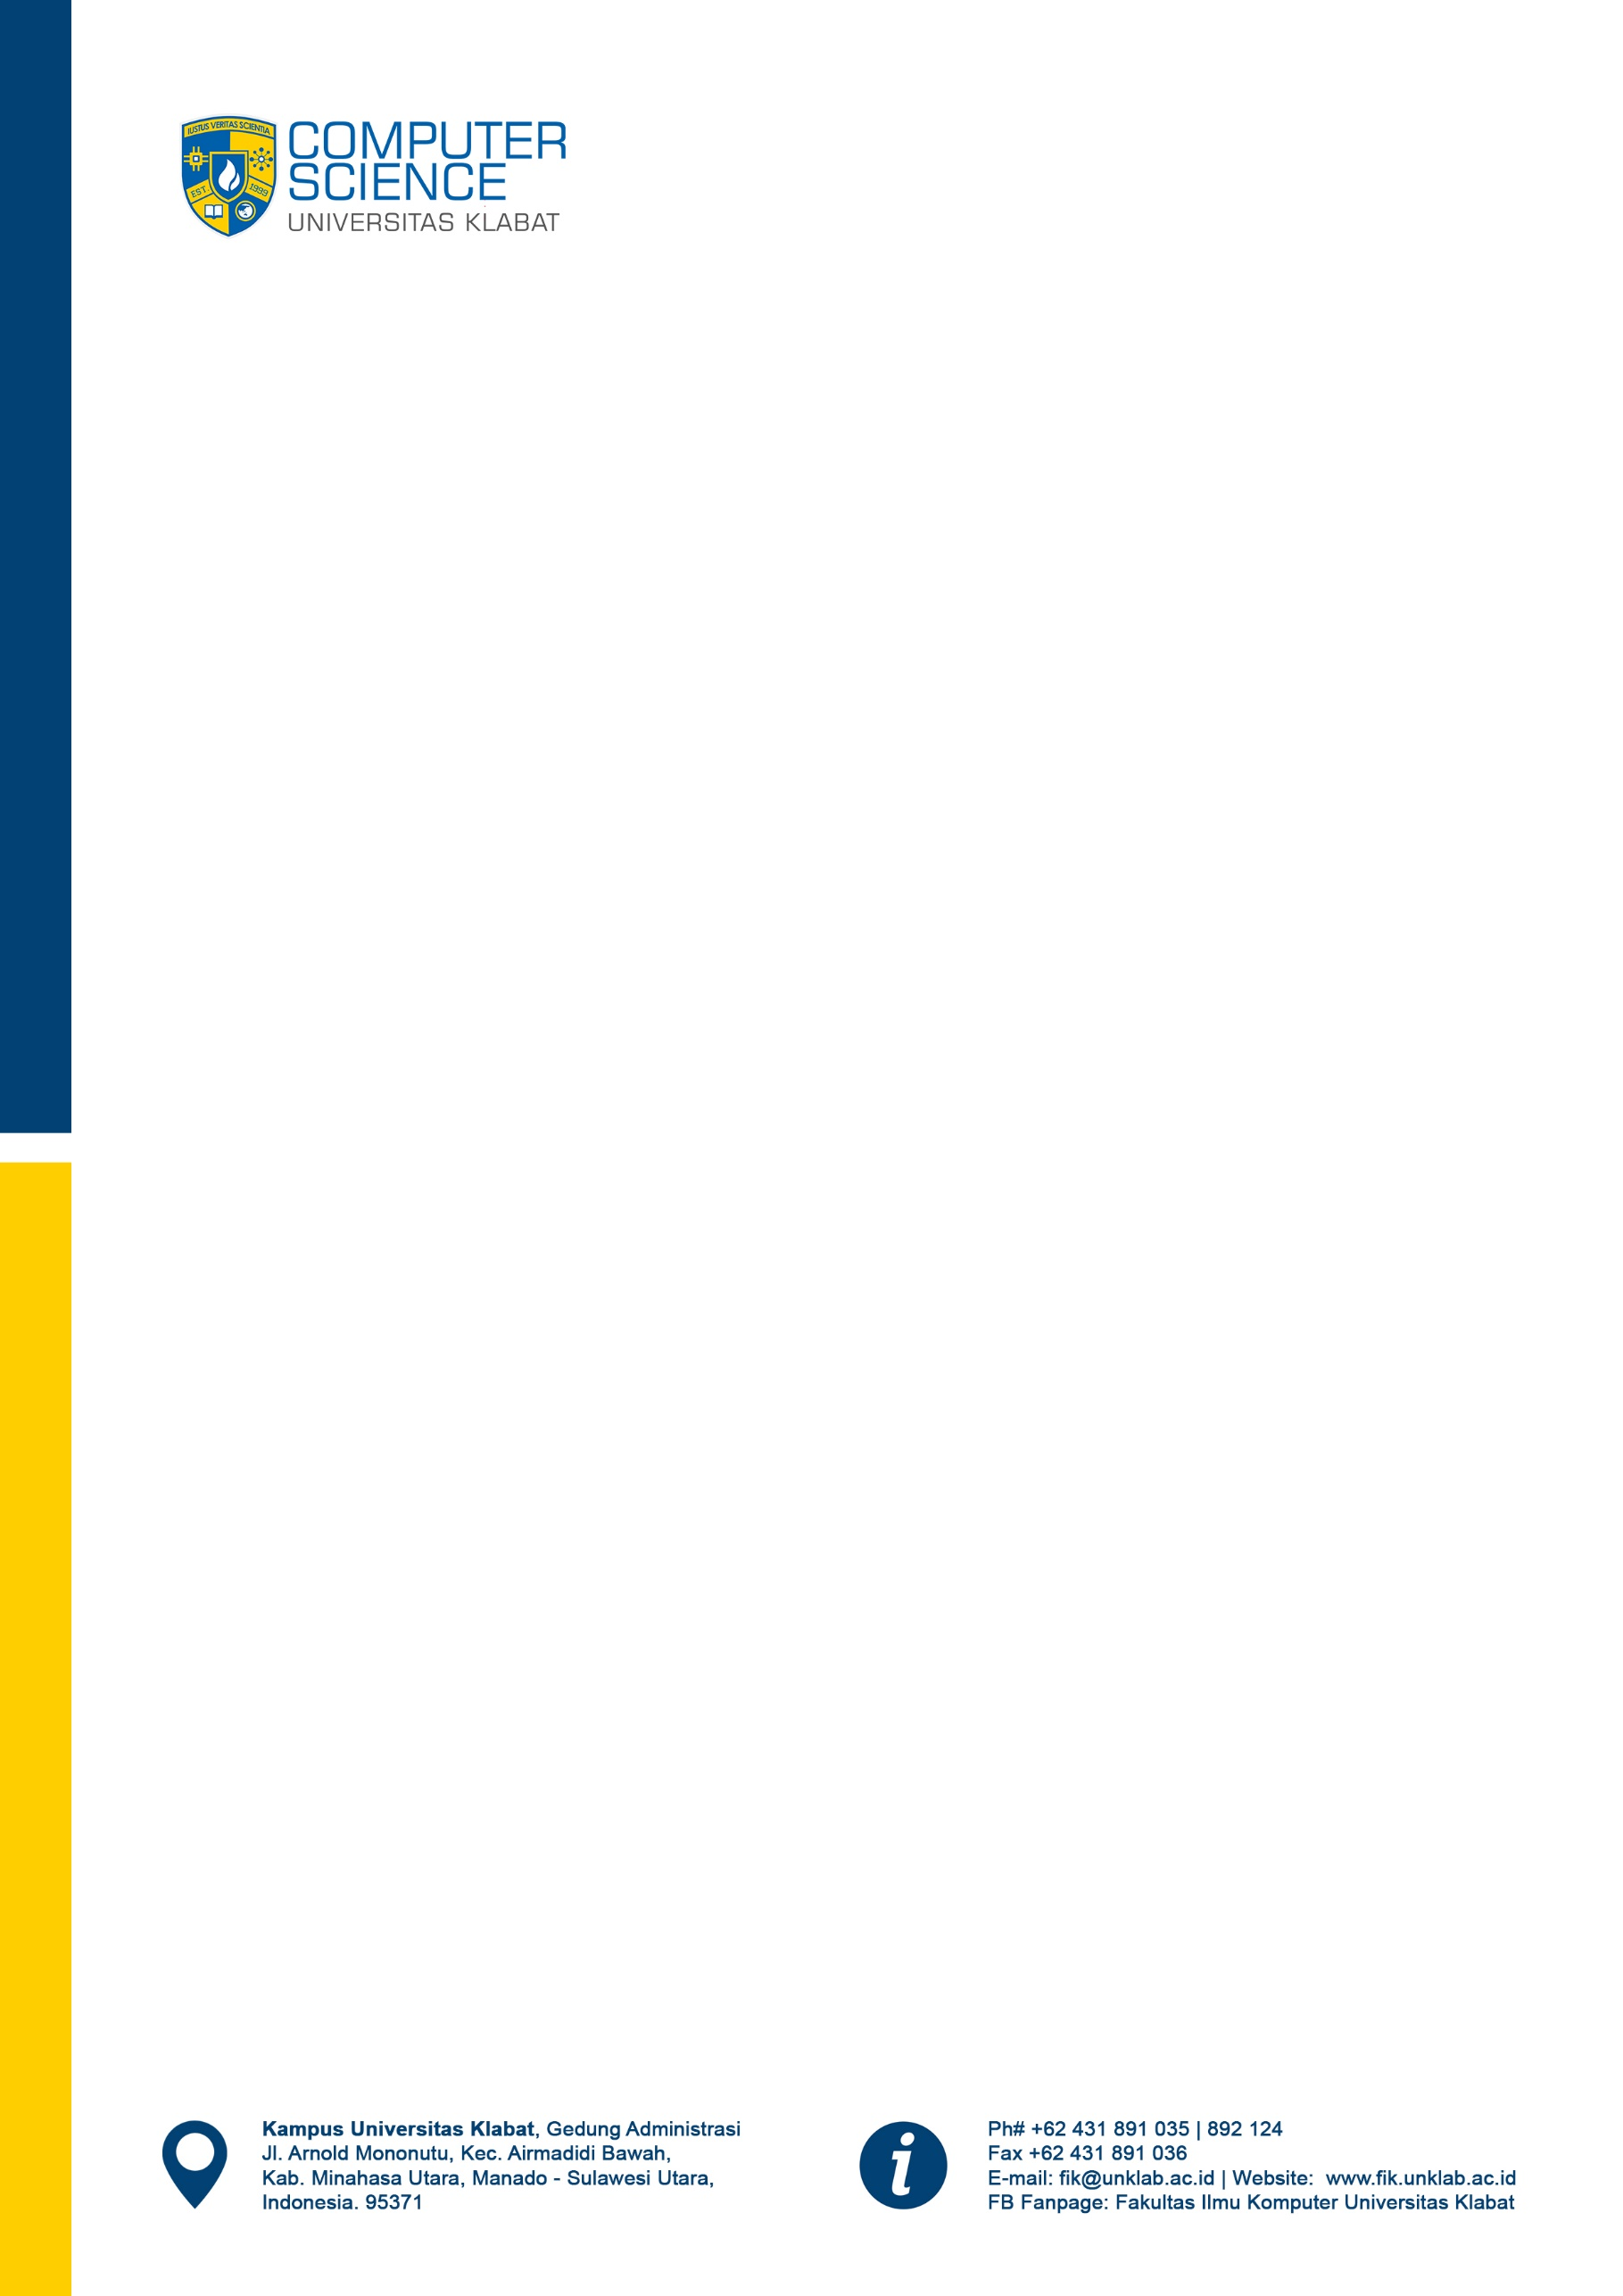 IUSTUS VERITAS SCIENTIA
EST. 1999
COMPUTER
SCIENCE
UNIVERSITAS KLABAT
Kampus Universitas Klabat, Gedung Administrasi
Jl. Arnold Mononutu, Kec. Airmadidi Bawah,
Kab. Minahasa Utara, Manado - Sulawesi Utara,
Indonesia. 95371
Ph# +62 431 891 035 | 892 124
Fax +62 431 891 036
E-mail: fik@unklab.ac.id | Website:  www.fik.unklab.ac.id
FB Fanpage: Fakultas Ilmu Komputer Universitas Klabat